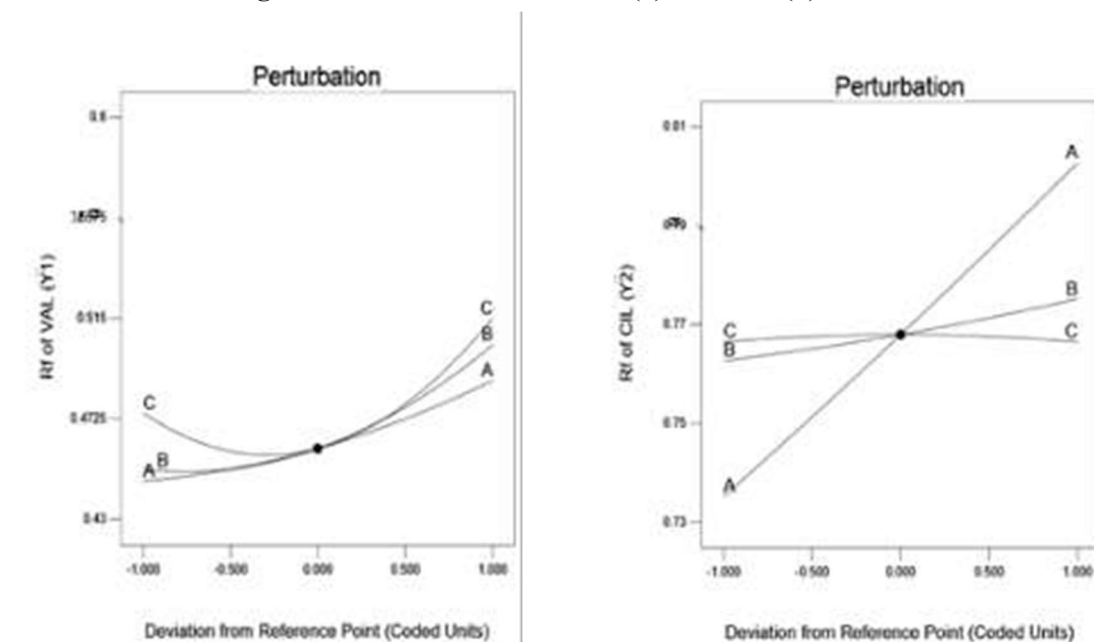 Perturbation
0.6
0.515
0.4725
0.43
Rf of VAL (Y1)
C
B
A
C
B
A
-1.000 -0.500 0.000 0.500 1.000
Deviation from Reference Point (Coded Units)
Perturbation
0.81
0.77
0.75
0.73
Rf of CIL (Y2)
A
B
C
C
B
A
-1.000 -0.500 0.000 0.500 1.000
Deviation from Reference Point (Coded Units)